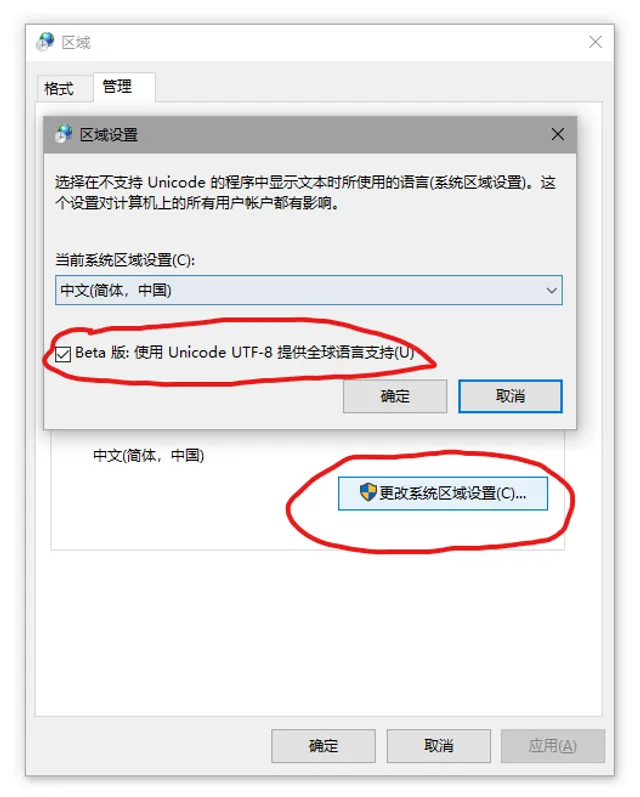 区域
格式
管理
区域设置
选择在不支持 Unicode 的程序中显示文本时所使用的语言(系统区域设置)。这
个设置对计算机上的所有用户帐户都有影响。
当前系统区域设置(C):
中文(简体，中国)
Beta 版: 使用 Unicode UTF-8 提供全球语言支持(U)
确定
取消
中文(简体，中国)
更改系统区域设置(C)...
确定
取消
应用(A)